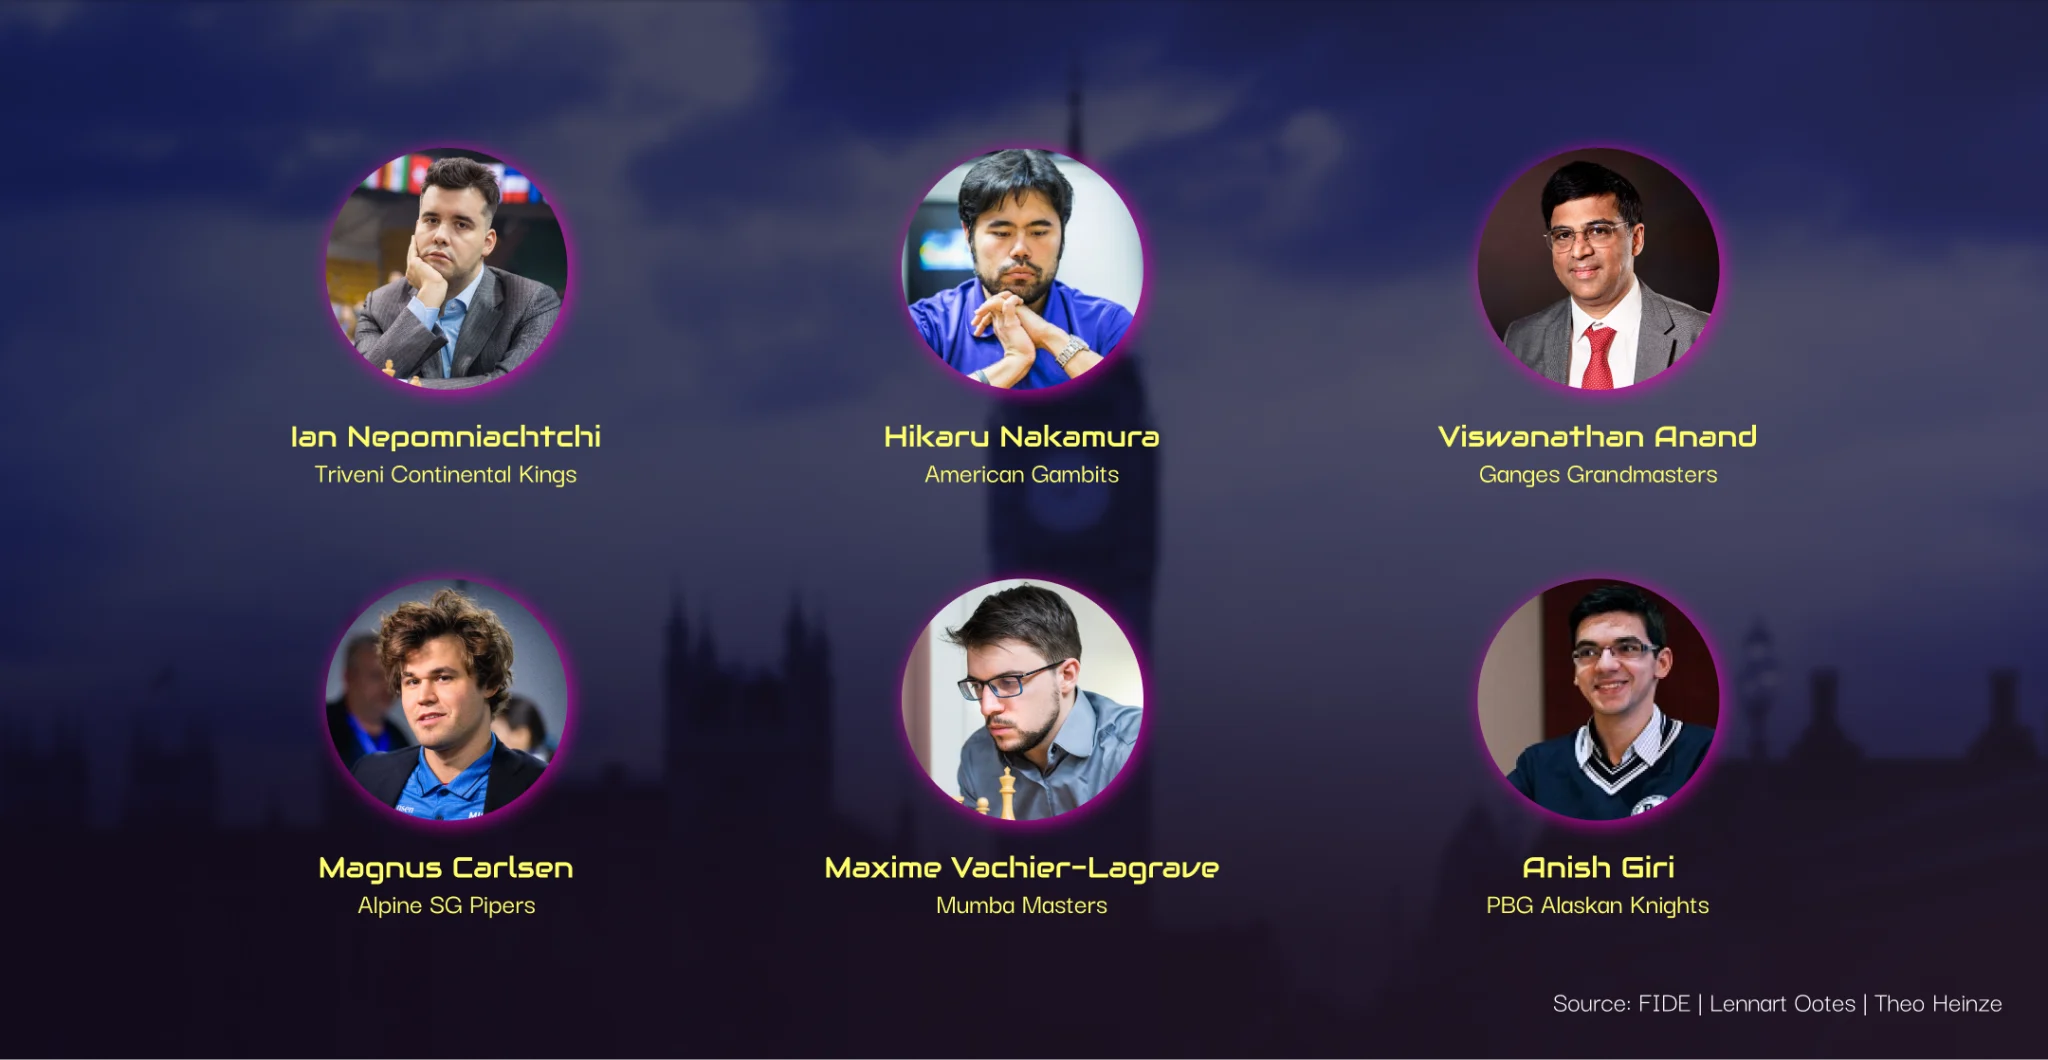 Ian Nepomniachtchi
Triveni Continental Kings
Hikaru Nakamura
American Gambits
Viswanathan Anand
Ganges Grandmasters
Magnus Carlsen
Alpine SG Pipers
Maxime Vachier-Lagrave
Mumba Masters
Anish Giri
PBG Alaskan Knights
Source: FIDE | Lennart Ootes | Theo Heinze